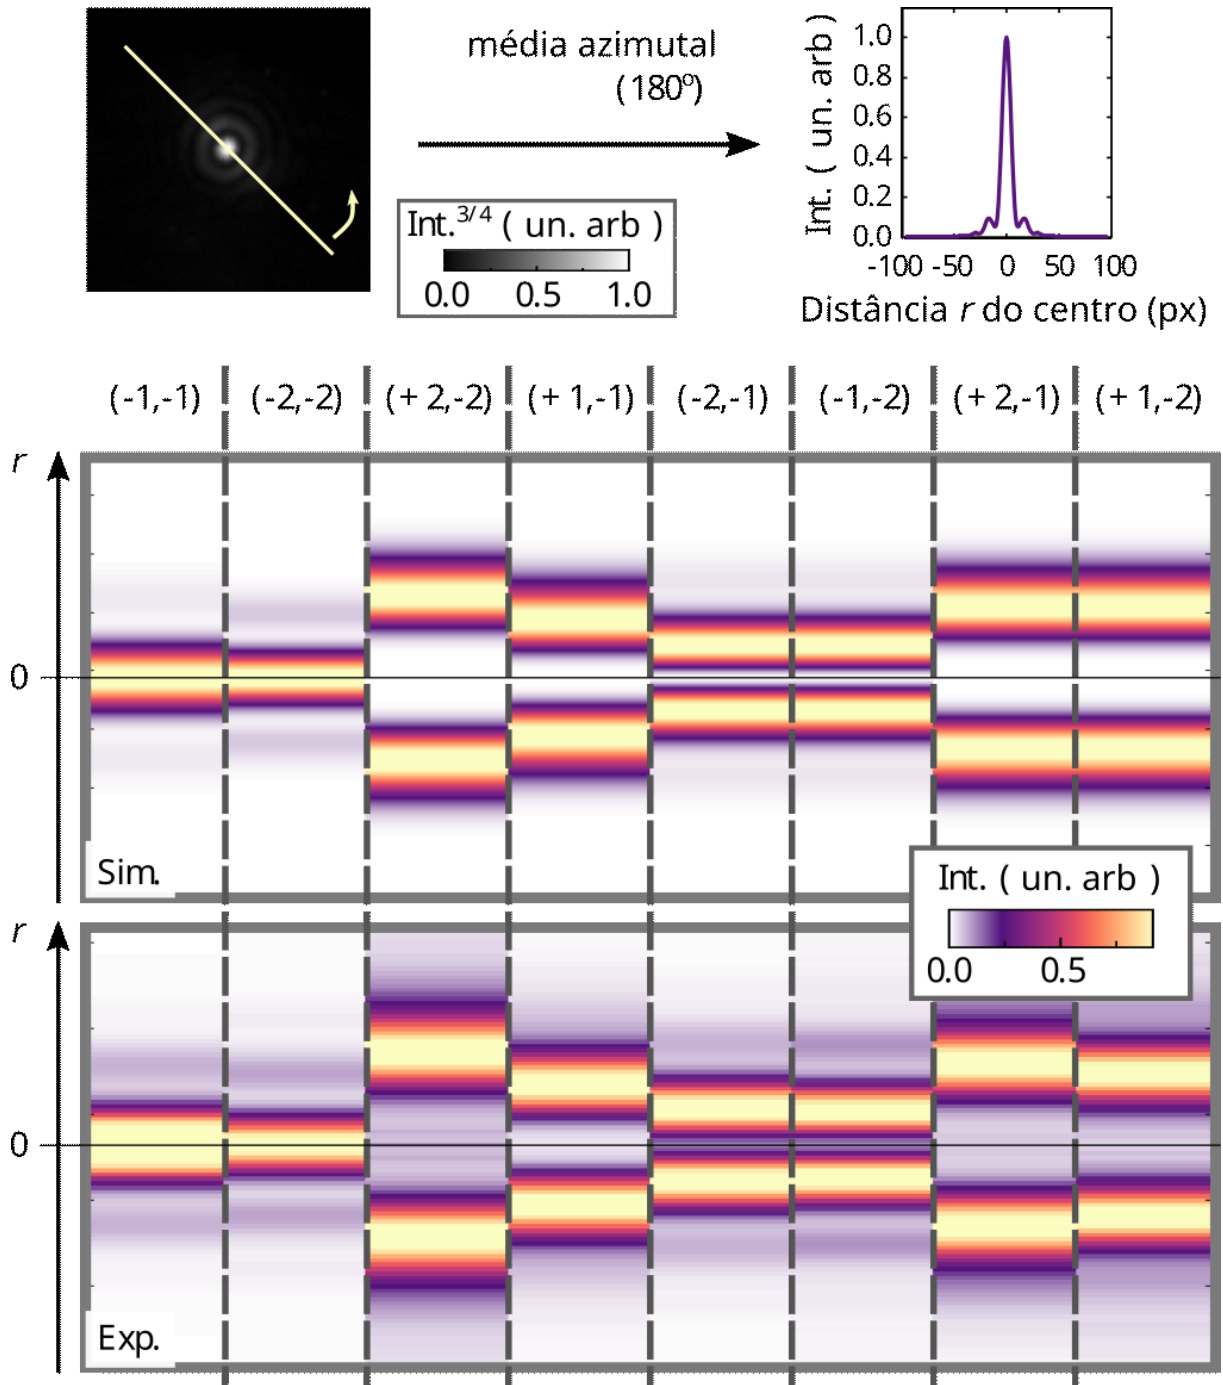 média azimutal
(180º)
Int.3/4 ( un. arb )
0.0 0.5 1.0
Int. ( un. arb)
1.0
0.8
0.6
0.4
0.2
0.0
-100 -50 0 50 100
Distância r do centro (px)
(-1,-1) (-2,-2) (+ 2,-2) (+ 1,-1) (-2,-1) (-1,-2) (+ 2,-1) (+ 1,-2)
r
0
Sim.
Int. ( un. arb )
0.0 0.5
r
0
Exp.